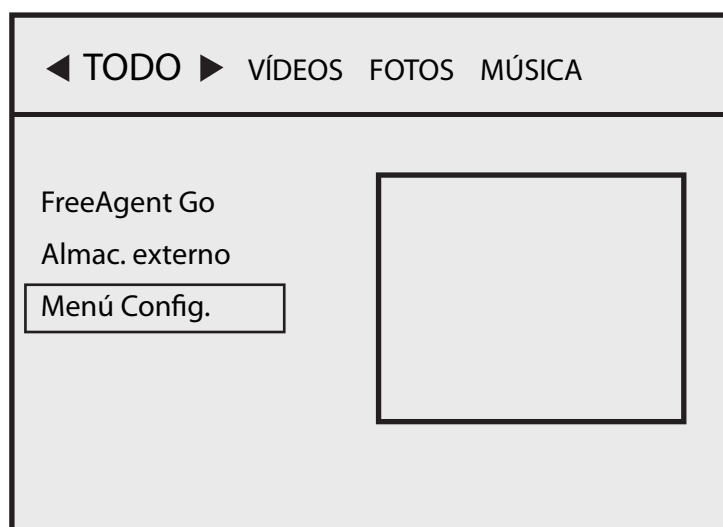 ◀ TODO ▶ VÍDEOS FOTOS MÚSICA
FreeAgent Go
Almac. externo
Menú Config.